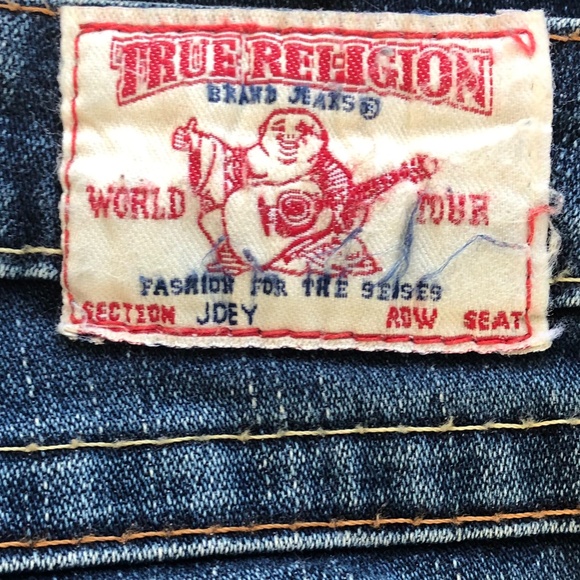 TRUE RELIGION
BRAND JEANS®
WORLD TOUR
FASHION FOR THE SENSES
SECTION JOEY ROW SEAT